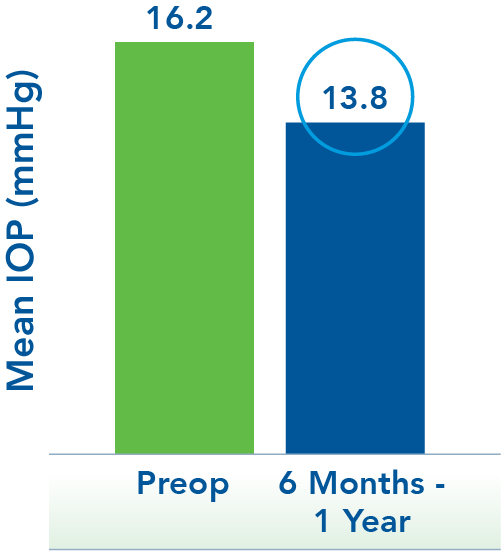 16.2
13.8
Mean IOP (mmHg)
Preop
6 Months -
1 Year